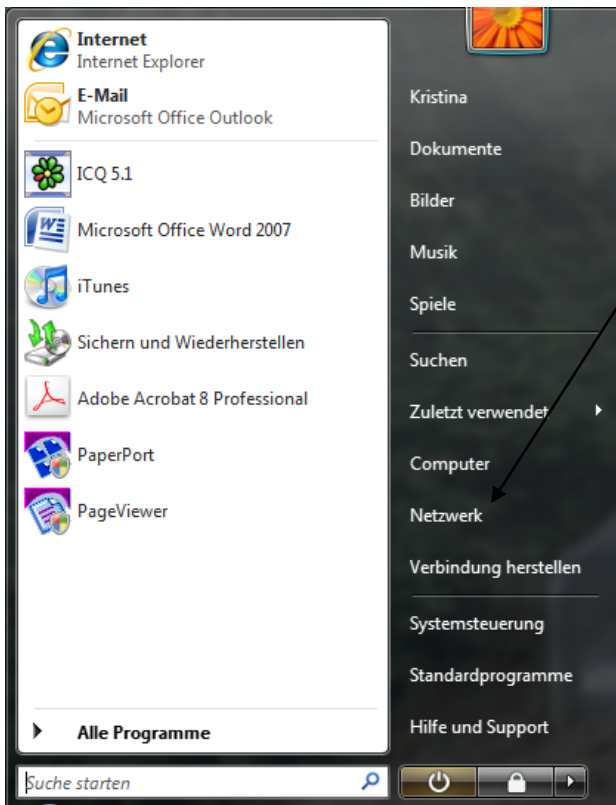 Internet
Internet Explorer
E-Mail
Microsoft Office Outlook
ICQ 5.1
Microsoft Office Word 2007
iTunes
Sichern und Wiederherstellen
Adobe Acrobat 8 Professional
PaperPort
PageViewer
Alle Programme
Suche starten
Kristina
Dokumente
Bilder
Musik
Spiele
Suchen
Zuletzt verwendet
Computer
Netzwerk
Verbindung herstellen
Systemsteuerung
Standardprogramme
Hilfe und Support